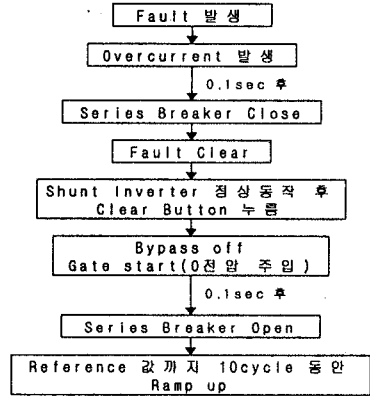 Fault 발생
Overcurrent 발생
0.1sec 후
Series Breaker Close
Fault Clear
Shunt Inverter 정상동작 후
Clear Button 누름
Bypass off
Gate start(0전압 주입)
0.1sec 후
Series Breaker Open
Reference 값까지 10cycle 동안
Ramp up